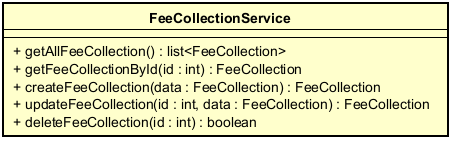 FeeCollectionService
+ getAllFeeCollection() : list<FeeCollection>
+ getFeeCollectionById(id : int) : FeeCollection
+ createFeeCollection(data : FeeCollection) : FeeCollection
+ updateFeeCollection(id : int, data : FeeCollection) : FeeCollection
+ deleteFeeCollection(id : int) : boolean